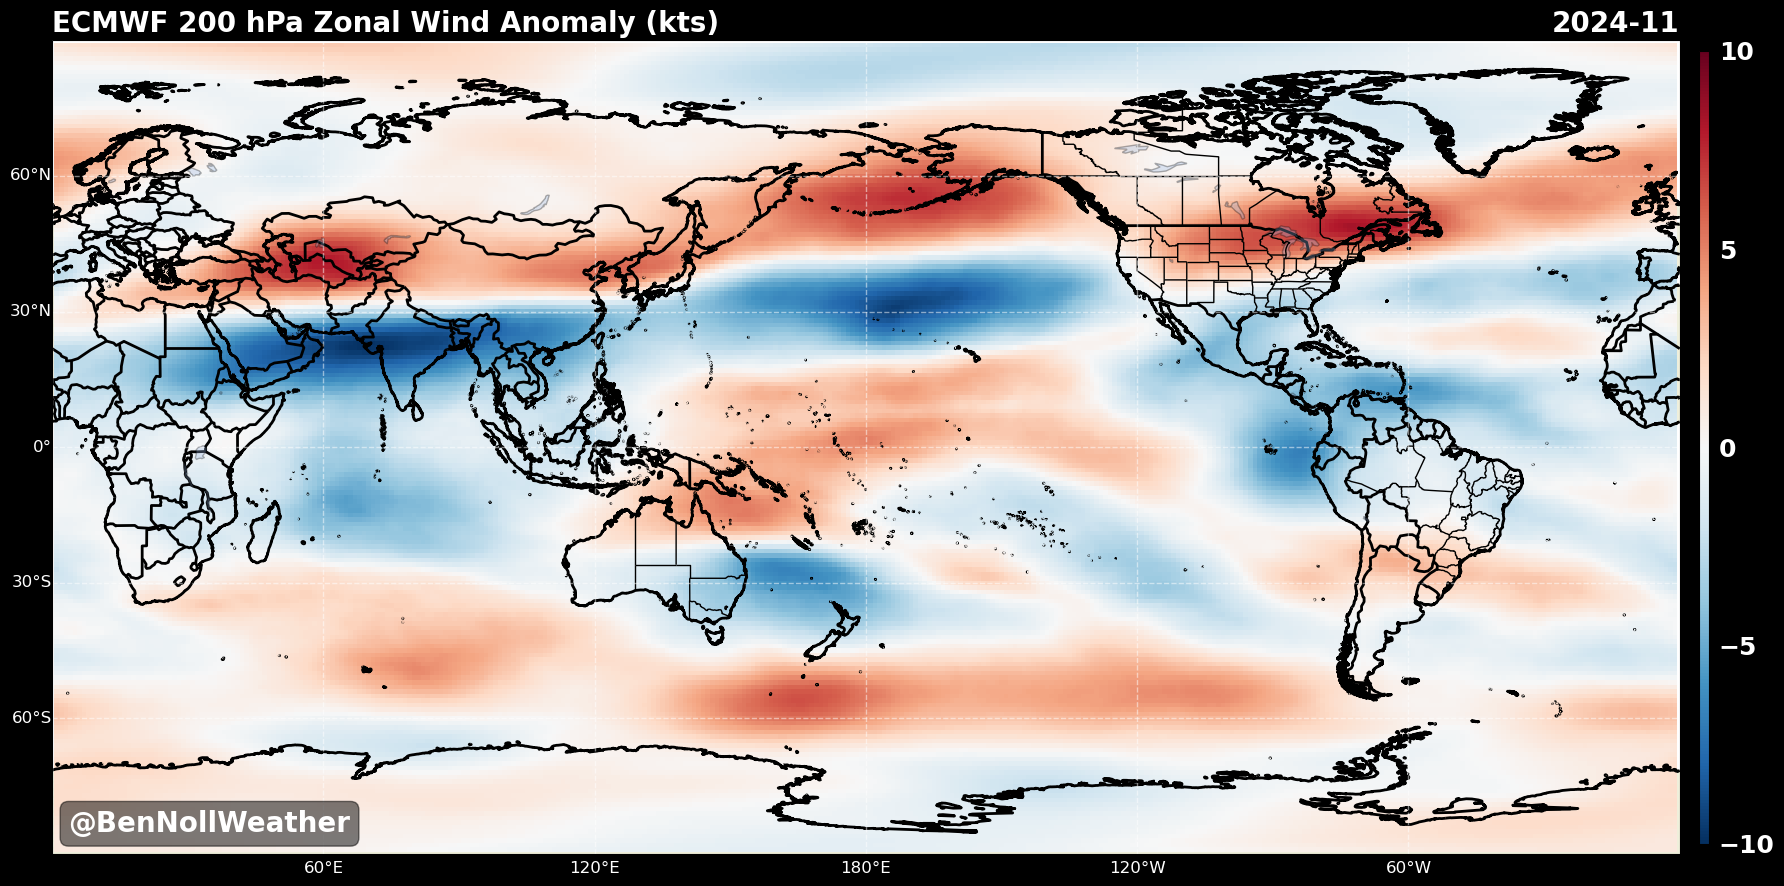 ECMWF 200 hPa Zonal Wind Anomaly (kts)
2024-11
10
5
0
−5
−10
60°N
30°N
0°
30°S
60°S
60°E
120°E
180°E
120°W
60°W
@BenNollWeather